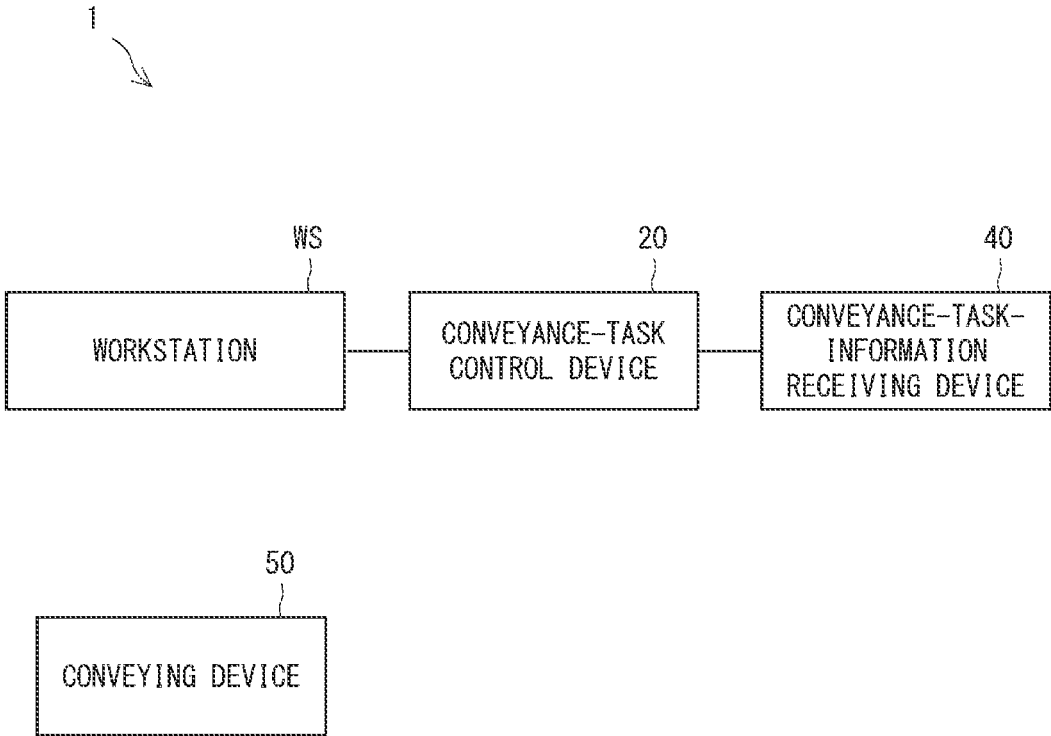 1
WS
20
40
WORKSTATION
CONVEYANCE-TASK
CONTROL DEVICE
CONVEYANCE-TASK-
INFORMATION
RECEIVING DEVICE
50
CONVEYING DEVICE